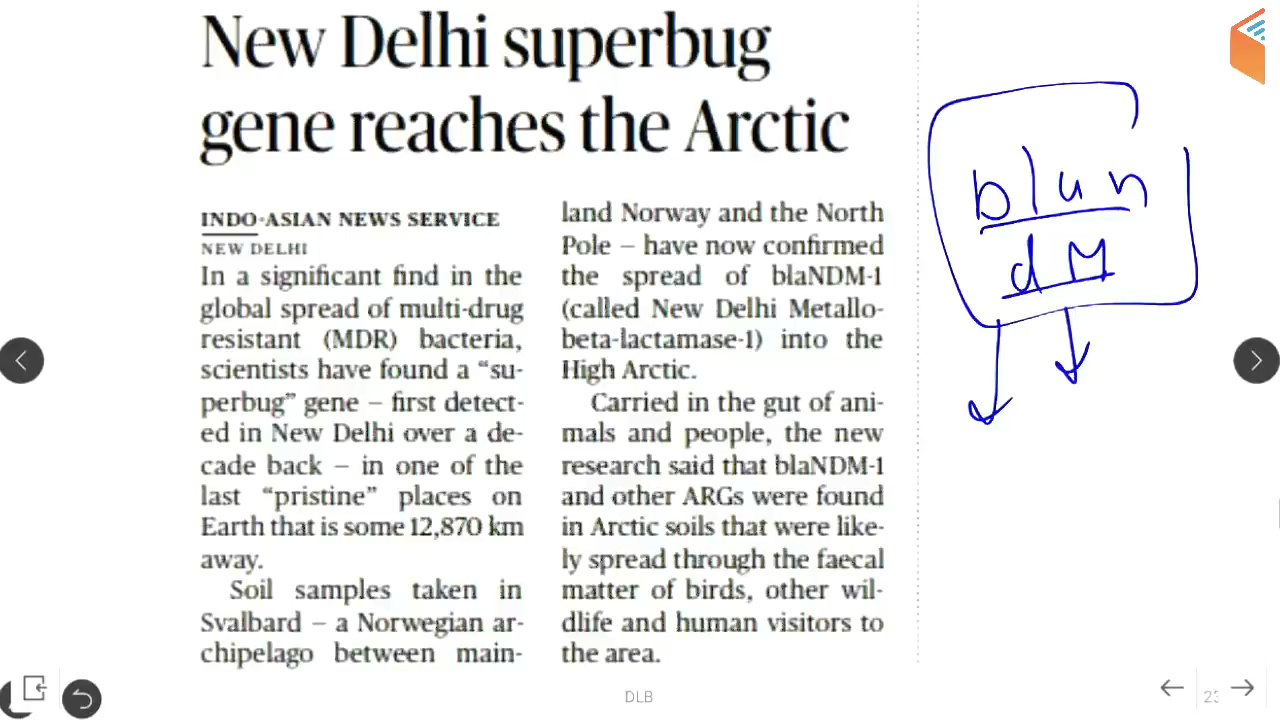 New Delhi superbug
gene reaches the Arctic
INDO-ASIAN NEWS SERVICE
NEW DELHI
In a significant find in the
global spread of multi-drug
resistant (MDR) bacteria,
scientists have found a “su-
perbug” gene – first detect-
ed in New Delhi over a de-
cade back – in one of the
last “pristine” places on
Earth that is some 12,870 km
away.
Soil samples taken in
Svalbard – a Norwegian ar-
chipelago between main-
land Norway and the North
Pole – have now confirmed
the spread of blaNDM-1
(called New Delhi Metallo-
beta-lactamase-1) into the
High Arctic.
Carried in the gut of ani-
mals and people, the new
research said that blaNDM-1
and other ARGs were found
in Arctic soils that were like-
ly spread through the faecal
matter of birds, other wil-
dlife and human visitors to
the area.
blan
dM
DLB